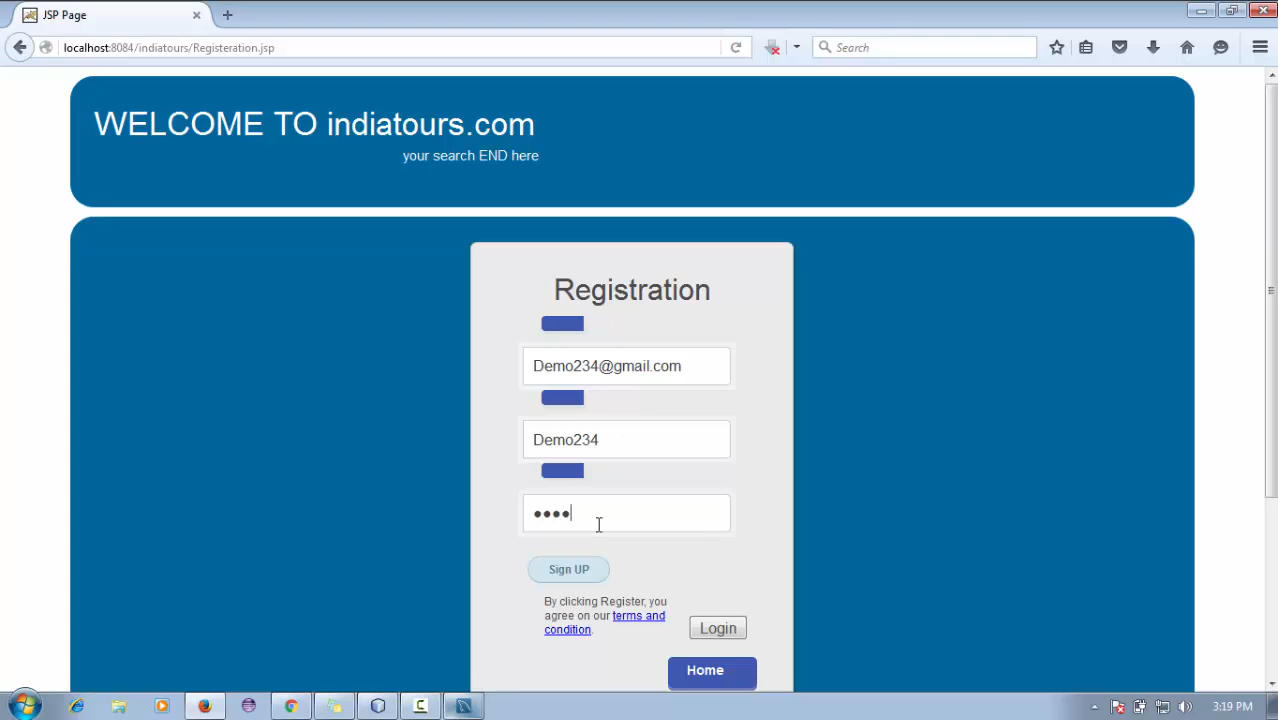 JSP Page
localhost:8084/indiatours/Registeration.jsp
Search
WELCOME TO indiatours.com
your search END here
Registration
Demo234@gmail.com
Demo234
••••
Sign UP
By clicking Register, you
agree on our terms and
condition.
Login
Home
3:19 PM